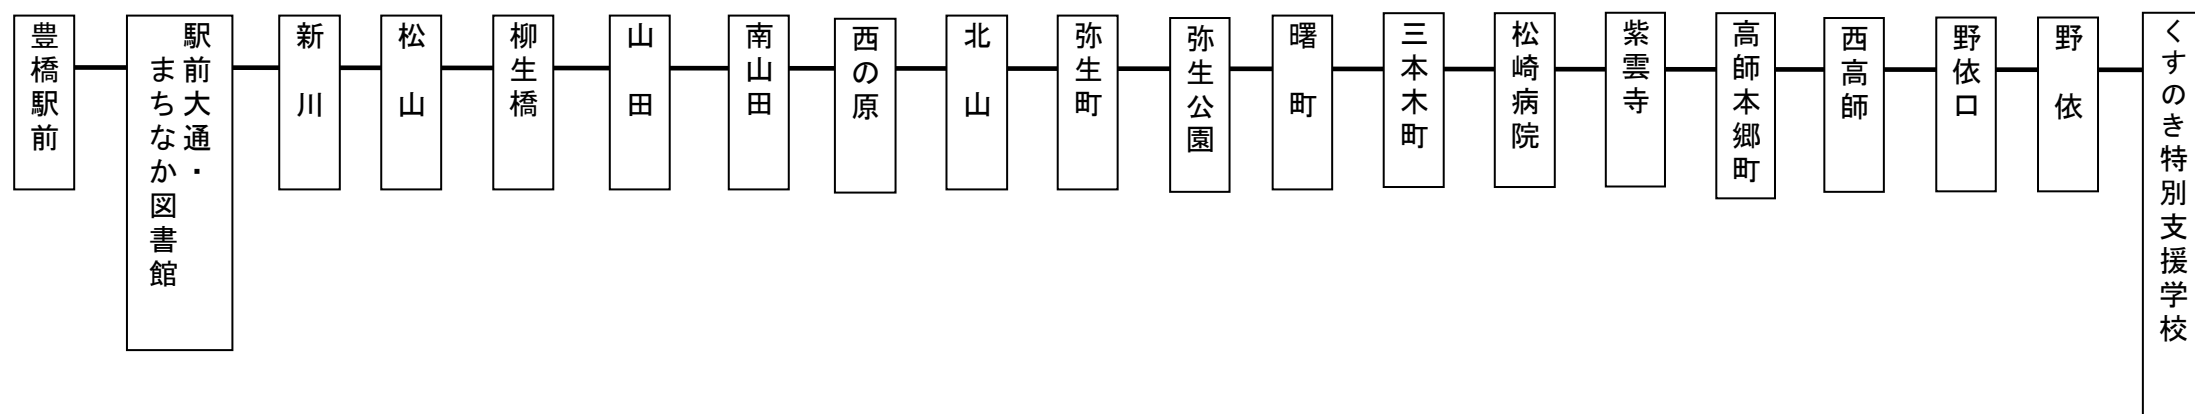 豊橋駅前
駅前大通・
まちなか図書館
新川
松山
柳生橋
山田
南山田
西の原
北山
弥生町
弥生公園
曙町
三本木町
松崎病院
紫雲寺
高師本郷町
西高師
野依口
野依
くすのき特別支援学校